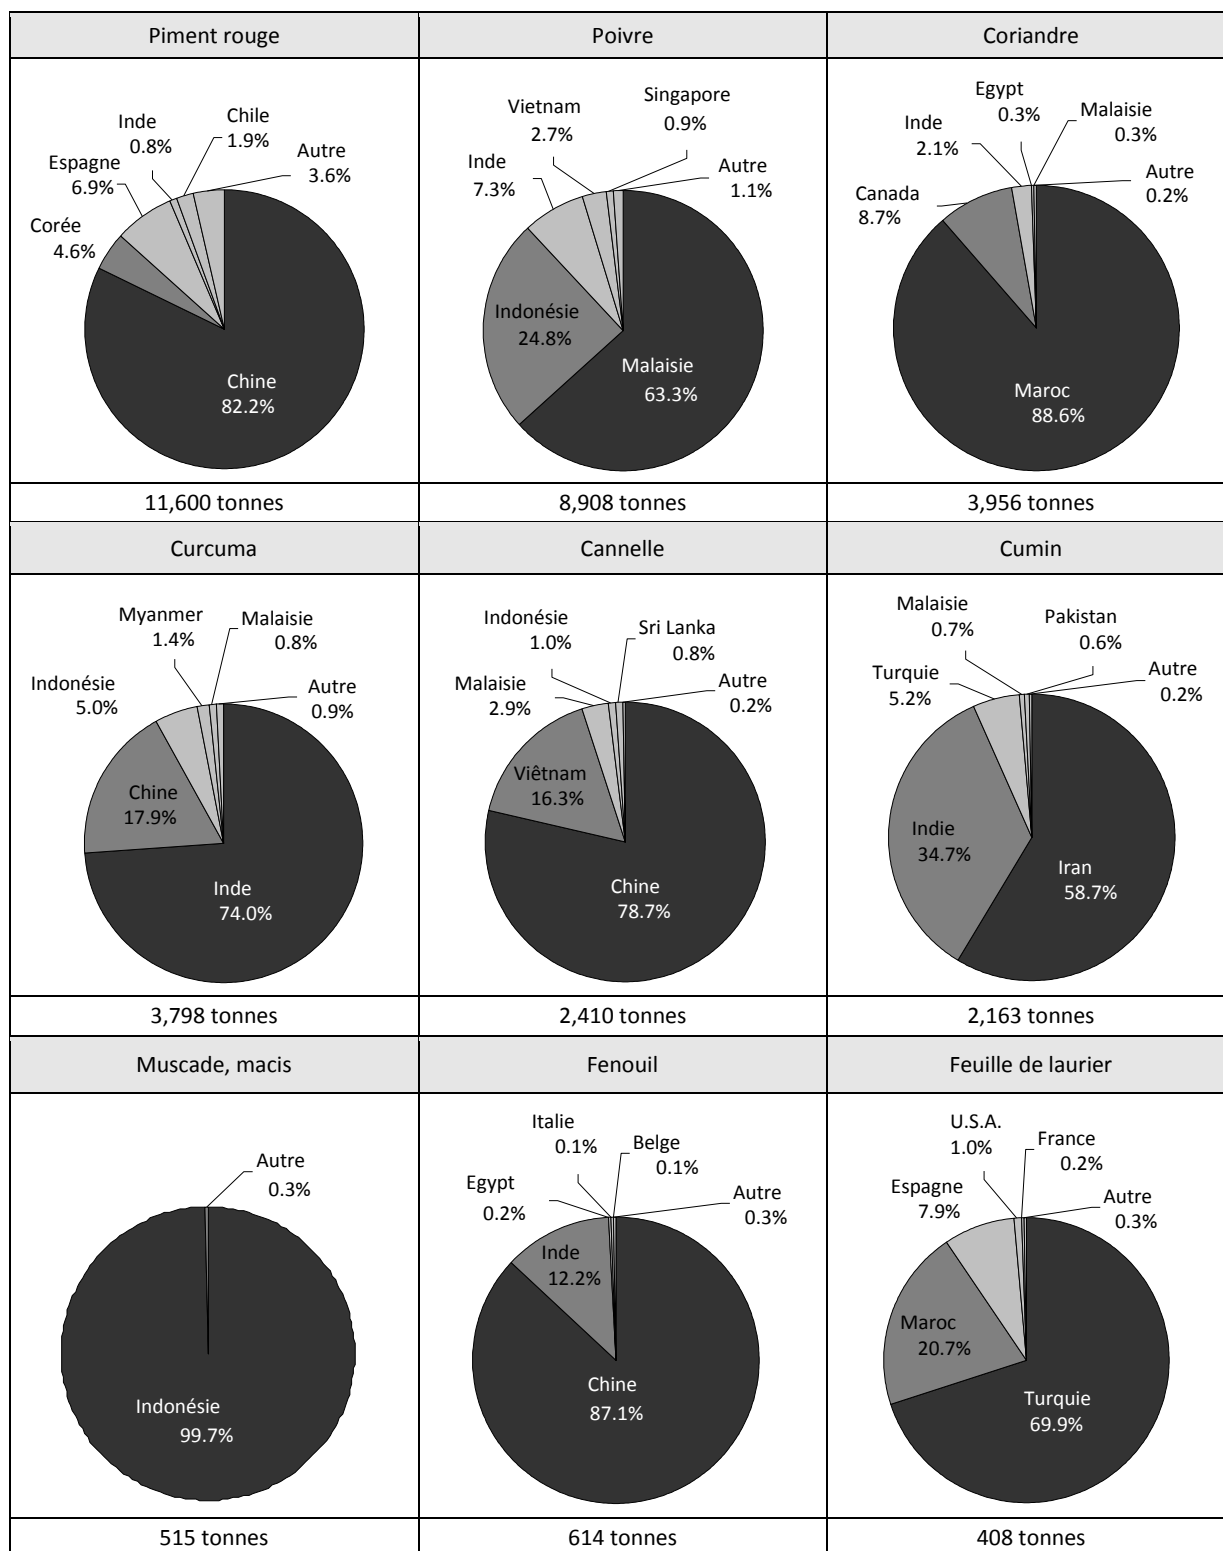 Piment rouge
Poivre
Coriandre
Inde
0.8%
Chile
1.9%
Espagne
6.9%
Autre
3.6%
Corée
4.6%
Chine
82.2%
Vietnam
2.7%
Singapore
0.9%
Inde
7.3%
Autre
1.1%
Indonésie
24.8%
Malaisie
63.3%
Egypt
0.3%
Malaisie
0.3%
Inde
2.1%
Autre
0.2%
Canada
8.7%
Maroc
88.6%
11,600 tonnes
8,908 tonnes
3,956 tonnes
Curcuma
Cannelle
Cumin
Myanmer
1.4%
Malaisie
0.8%
Indonésie
5.0%
Autre
0.9%
Chine
17.9%
Inde
74.0%
Indonésie
1.0%
Sri Lanka
0.8%
Malaisie
2.9%
Autre
0.2%
Viêtnam
16.3%
Chine
78.7%
Malaisie
0.7%
Pakistan
0.6%
Turquie
5.2%
Autre
0.2%
Indie
34.7%
Iran
58.7%
3,798 tonnes
2,410 tonnes
2,163 tonnes
Muscade, macis
Fenouil
Feuille de laurier
Autre
0.3%
Indonésie
99.7%
Italie
0.1%
Belge
0.1%
Egypt
0.2%
Autre
0.3%
Inde
12.2%
Chine
87.1%
U.S.A.
1.0%
France
0.2%
Espagne
7.9%
Autre
0.3%
Maroc
20.7%
Turquie
69.9%
515 tonnes
614 tonnes
408 tonnes